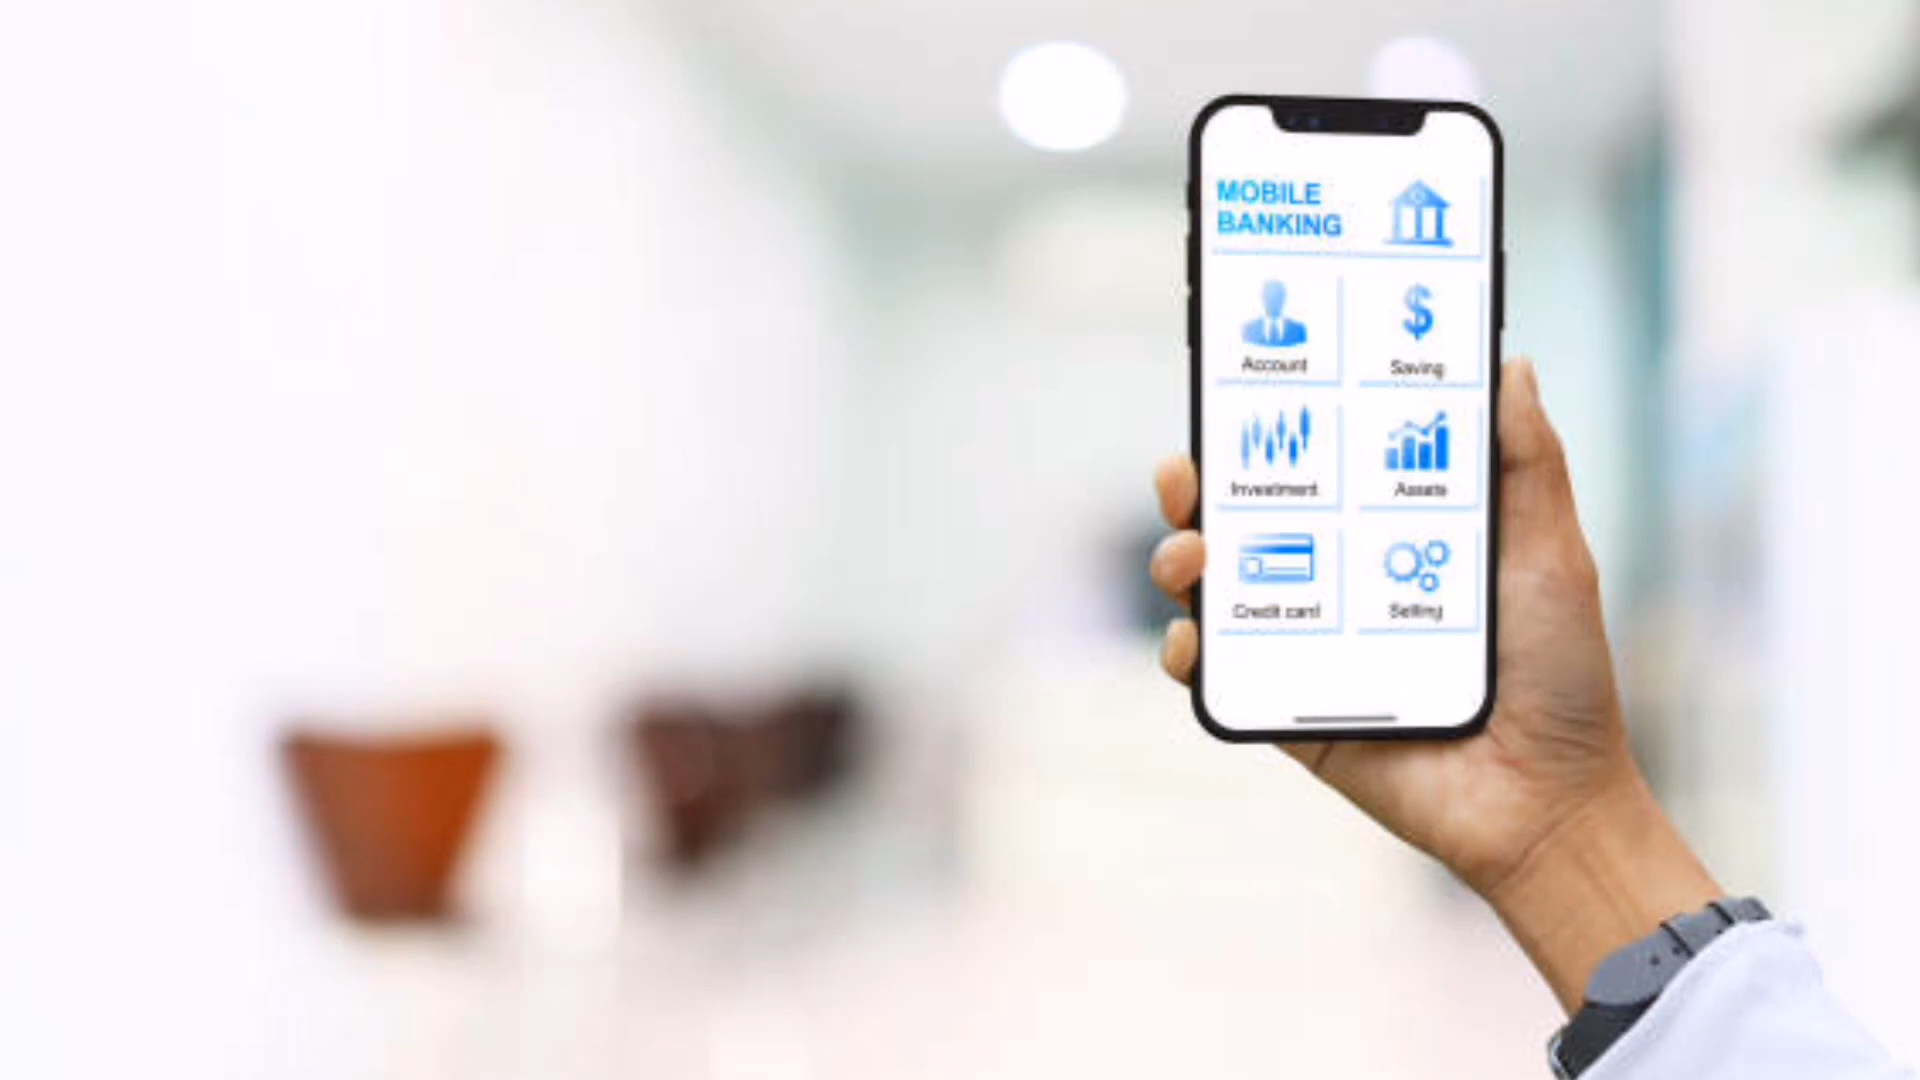 MOBILE
BANKING
Account
Saving
Investment
Assets
Credit card
Setting